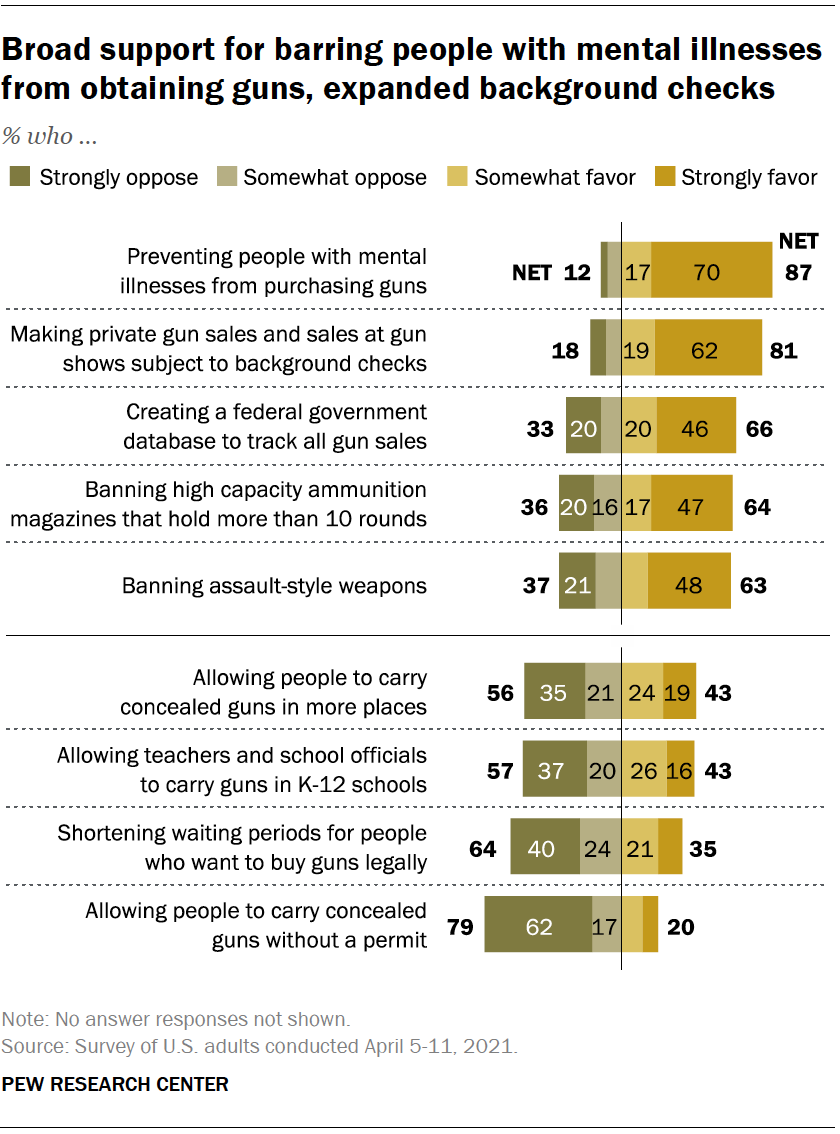 Broad support for barring people with mental illnesses
from obtaining guns, expanded background checks
% who ...
Strongly oppose Somewhat oppose Somewhat favor Strongly favor
NET
Preventing people with mental
illnesses from purchasing guns
NET 12 17 70 87
Making private gun sales and sales at gun
shows subject to background checks
18 19 62 81
Creating a federal government
database to track all gun sales
33 20 20 46 66
Banning high capacity ammunition
magazines that hold more than 10 rounds
36 20 16 17 47 64
Banning assault-style weapons
37 21 48 63
Allowing people to carry
concealed guns in more places
56 35 21 24 19 43
Allowing teachers and school officials
to carry guns in K-12 schools
57 37 20 26 16 43
Shortening waiting periods for people
who want to buy guns legally
64 40 24 21 35
Allowing people to carry concealed
guns without a permit
79 62 17 20
Note: No answer responses not shown.
Source: Survey of U.S. adults conducted April 5-11, 2021.
PEW RESEARCH CENTER